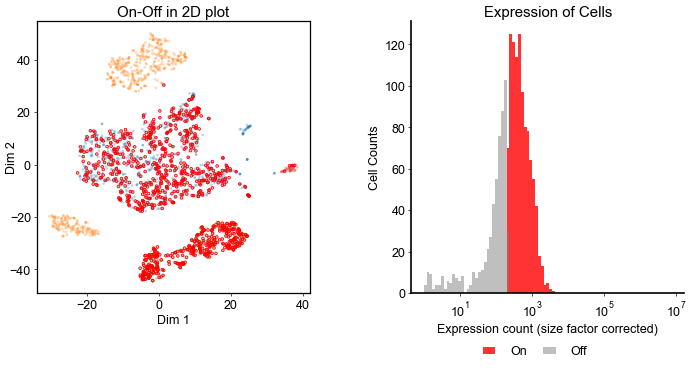 On-Off in 2D plot
Dim 2
40
20
0
−20
−40
−20 0 20 40
Dim 1
Expression of Cells
Cell Counts
120
100
80
60
40
20
0
10^1 10^3 10^5 10^7
Expression count (size factor corrected)
On Off